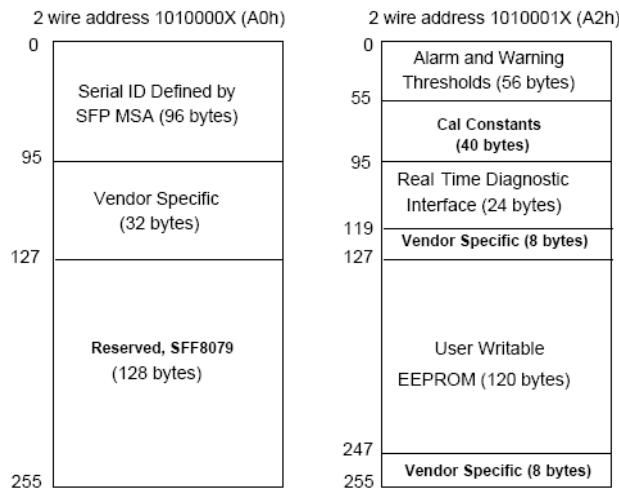 2 wire address 1010000X (A0h)
0
Serial ID Defined by
SFP MSA (96 bytes)
95
Vendor Specific
(32 bytes)
127
Reserved, SFF8079
(128 bytes)
255
2 wire address 1010001X (A2h)
0
Alarm and Warning
Thresholds (56 bytes)
55
Cal Constants
(40 bytes)
95
Real Time Diagnostic
Interface (24 bytes)
119
Vendor Specific (8 bytes)
127
User Writable
EEPROM (120 bytes)
247
Vendor Specific (8 bytes)
255